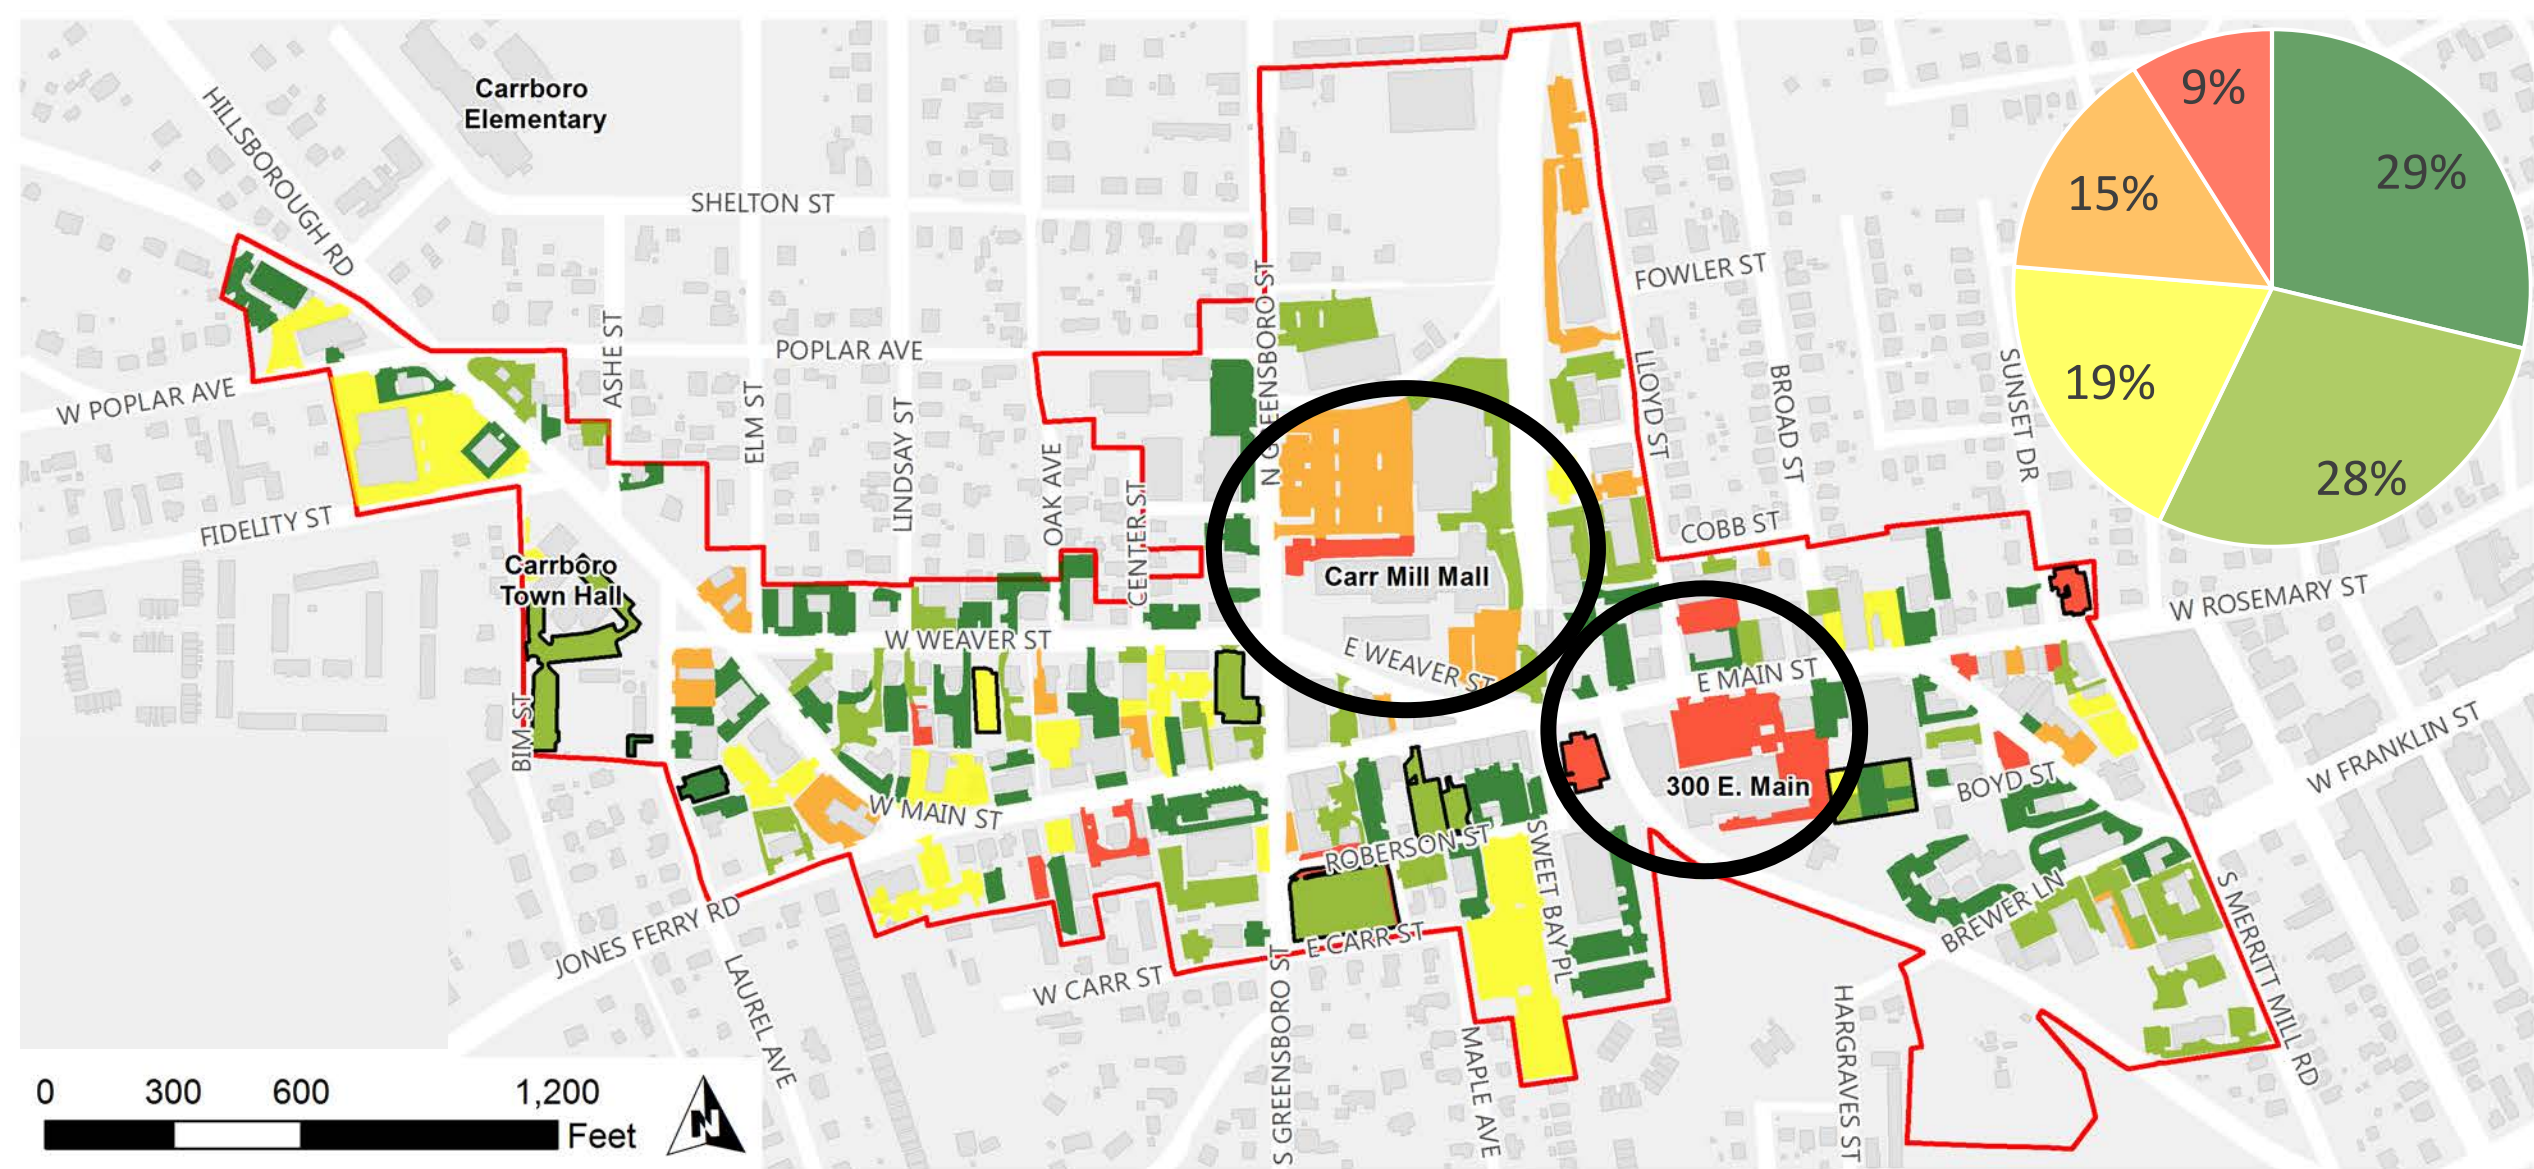 Carrboro
Elementary
HILLSBOROUGH RD
SHELTON ST
9%
29%
15%
19%
28%
FOWLER ST
N GREENSBORO ST
ASHE ST
POPLAR AVE
W POPLAR AVE
ELM ST
LINDSAY ST
OAK AVE
CENTER ST
LLOYD ST
BROAD ST
SUNSET DR
FIDELITY ST
COBB ST
Carrboro
Town Hall
Carr Mill Mall
W ROSEMARY ST
W WEAVER ST
E WEAVER ST
E MAIN ST
BIM ST
W FRANKLIN ST
300 E. Main
BOYD ST
W MAIN ST
ROBERSON ST
SWEET BAY PL
JONES FERRY RD
LAUREL AVE
W CARR ST
E CARR ST
BREWER LN
S MERRITT MILL RD
S GREENSBORO ST
MAPLE AVE
HARGRAVES ST
0 300 600 1,200
Feet
N